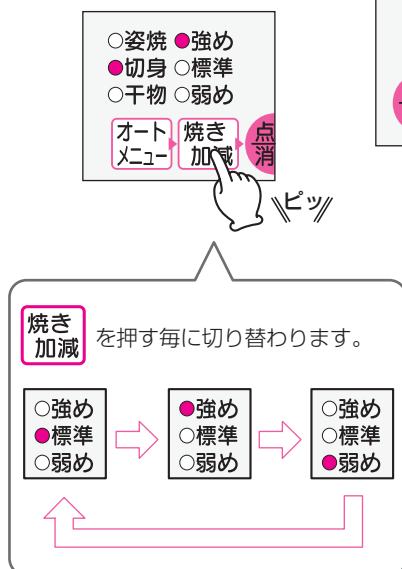 ○姿焼 ●強め
●切身 ○標準
○干物 ○弱め
オート 焼き 点
メニュー 加減 消
ピッ
焼き
加減 を押す毎に切り替わります。
○強め ●強め ○強め
●標準 ○標準 ○標準
○弱め ○弱め ●弱め